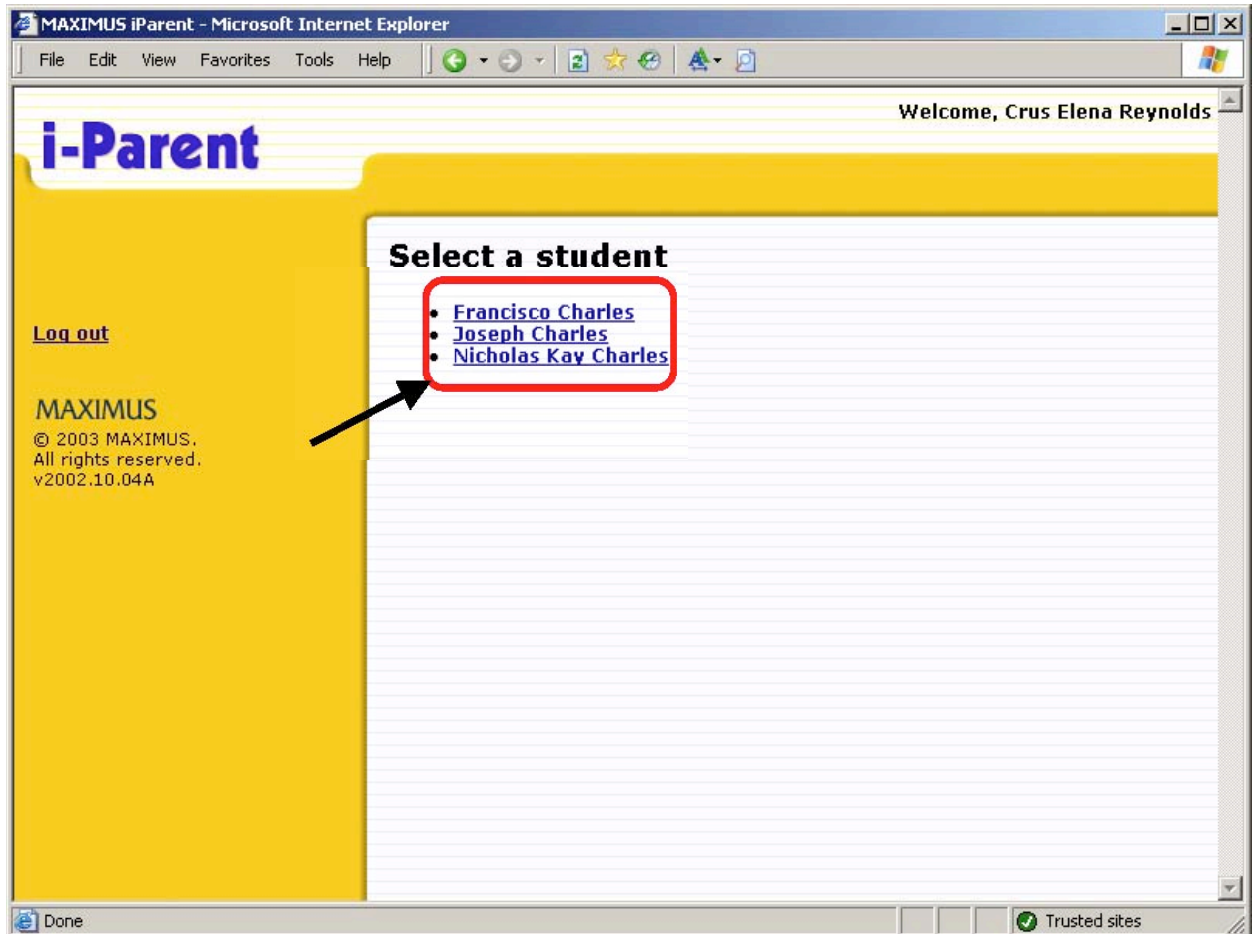 MAXIMUS iParent - Microsoft Internet Explorer
File Edit View Favorites Tools Help
Welcome, Crus Elena Reynolds
i-Parent
Select a student
Francisco Charles
Joseph Charles
Nicholas Kay Charles
Log out
MAXIMUS
© 2003 MAXIMUS.
All rights reserved.
v2002.10.04A
Done Trusted sites